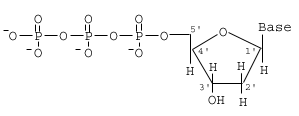 O O O Base
⁻O P O P O P O 5' O
⁻O ⁻O ⁻O 4' 1'
H H H H
3' 2'
OH H